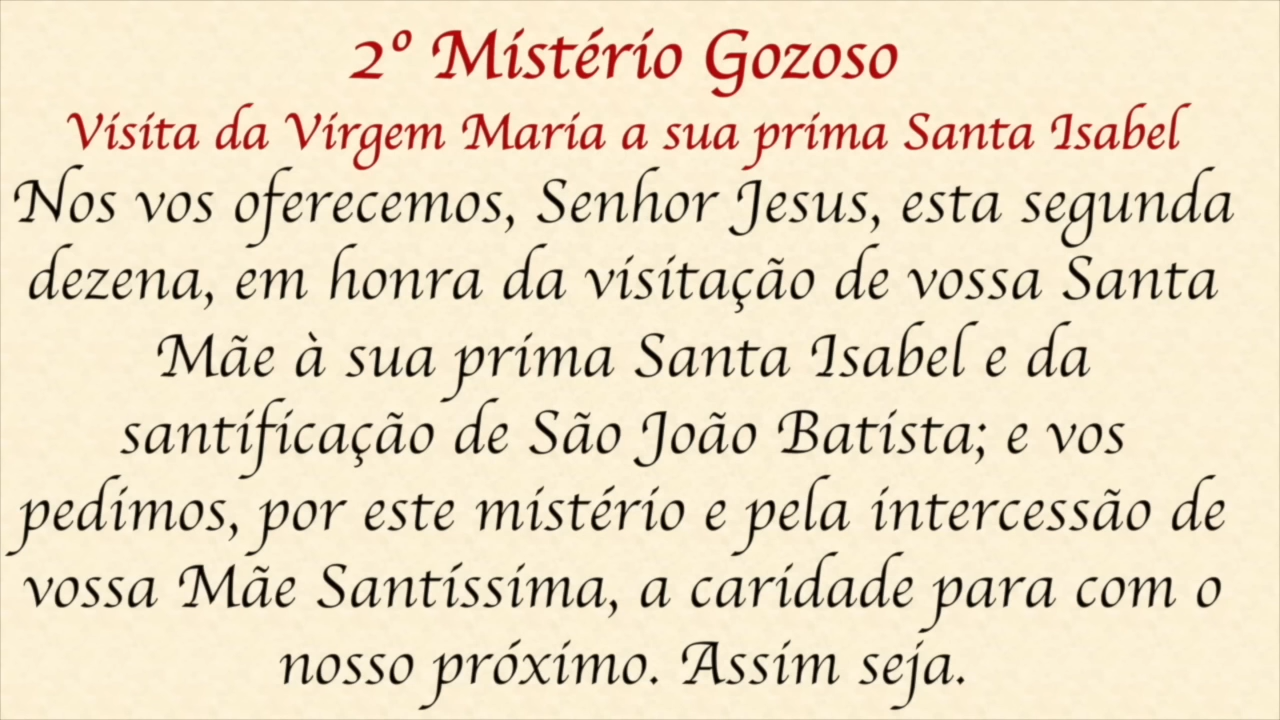 2º Mistério Gozoso
Visita da Virgem Maria a sua prima Santa Isabel
Nos vos oferecemos, Senhor Jesus, esta segunda
dezena, em honra da visitação de vossa Santa
Mãe à sua prima Santa Isabel e da
santificação de São João Batista; e vos
pedimos, por este mistério e pela intercessão de
vossa Mãe Santíssima, a caridade para com o
nosso próximo. Assim seja.